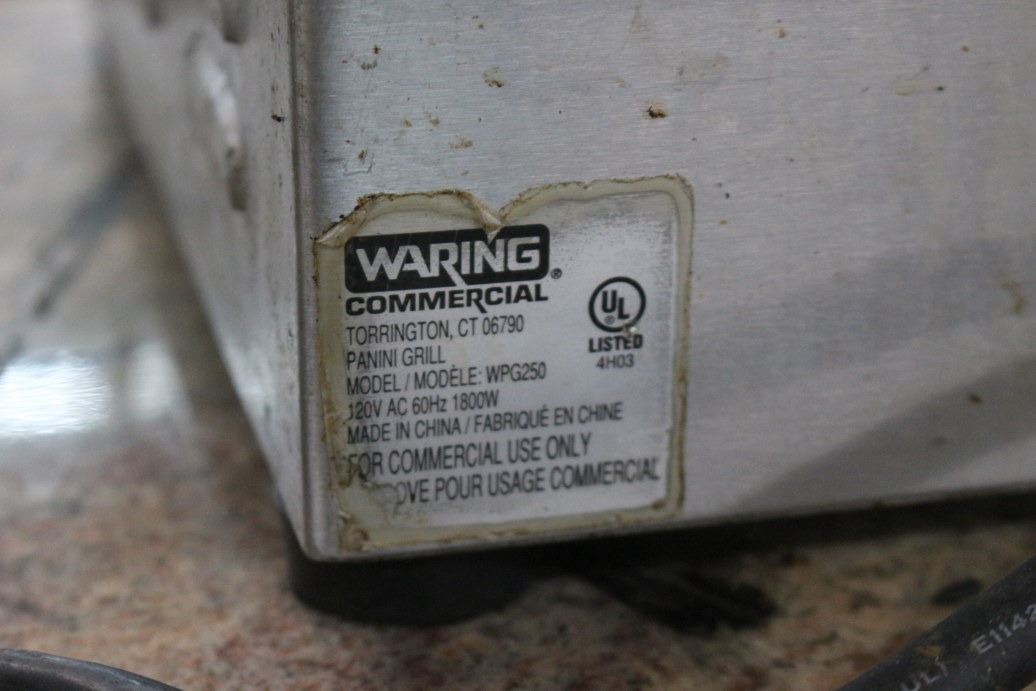 WARING®
COMMERCIAL
TORRINGTON, CT 06790
PANINI GRILL
MODEL / MODÈLE: WPG250
120V AC 60Hz 1800W
MADE IN CHINA / FABRIQUÉ EN CHINE
FOR COMMERCIAL USE ONLY
POUR USAGE COMMERCIAL
UL®
LISTED
4H03